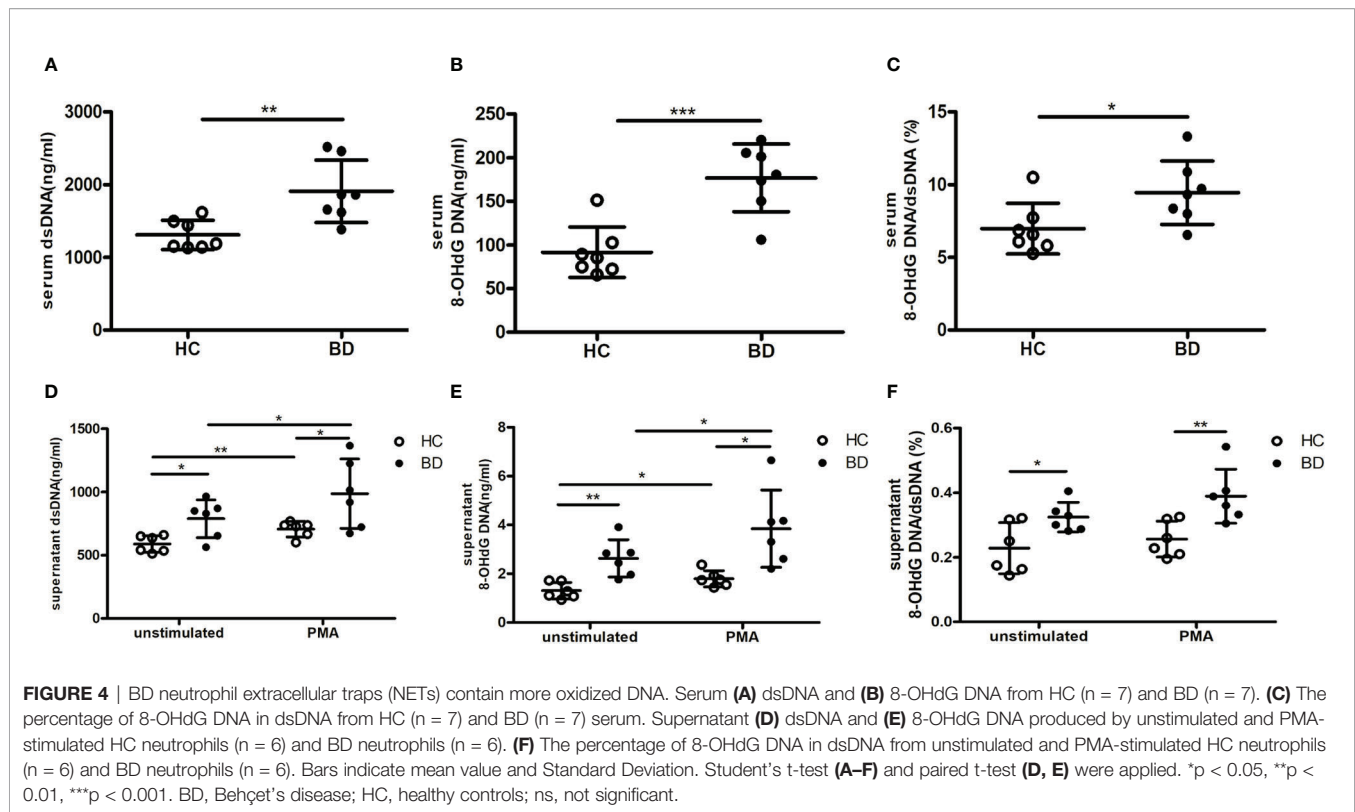 A
serum dsDNA(ng/ml)
3000
2000
1000
0
**
HC
BD
B
serum
8-OHdG DNA(ng/ml)
250
200
150
100
50
0
***
HC
BD
C
serum
8-OHdG DNA/dsDNA (%)
15
10
5
0
*
HC
BD
D
supernatant dsDNA(ng/ml)
1500
1000
500
0
*
**
*
*
HC
BD
unstimulated
PMA
E
supernatant
8-OHdG DNA(ng/ml)
8
6
4
2
0
*
*
*
**
HC
BD
unstimulated
PMA
F
supernatant
8-OHdG DNA/dsDNA (%)
0.6
0.4
0.2
0.0
*
**
HC
BD
unstimulated
PMA
FIGURE 4 | BD neutrophil extracellular traps (NETs) contain more oxidized DNA. Serum (A) dsDNA and (B) 8-OHdG DNA from HC (n = 7) and BD (n = 7). (C) The
percentage of 8-OHdG DNA in dsDNA from HC (n = 7) and BD (n = 7) serum. Supernatant (D) dsDNA and (E) 8-OHdG DNA produced by unstimulated and PMA-
stimulated HC neutrophils (n = 6) and BD neutrophils (n = 6). (F) The percentage of 8-OHdG DNA in dsDNA from unstimulated and PMA-stimulated HC neutrophils
(n = 6) and BD neutrophils (n = 6). Bars indicate mean value and Standard Deviation. Student's t-test (A–F) and paired t-test (D, E) were applied. *p < 0.05, **p <
0.01, ***p < 0.001. BD, Behçet's disease; HC, healthy controls; ns, not significant.